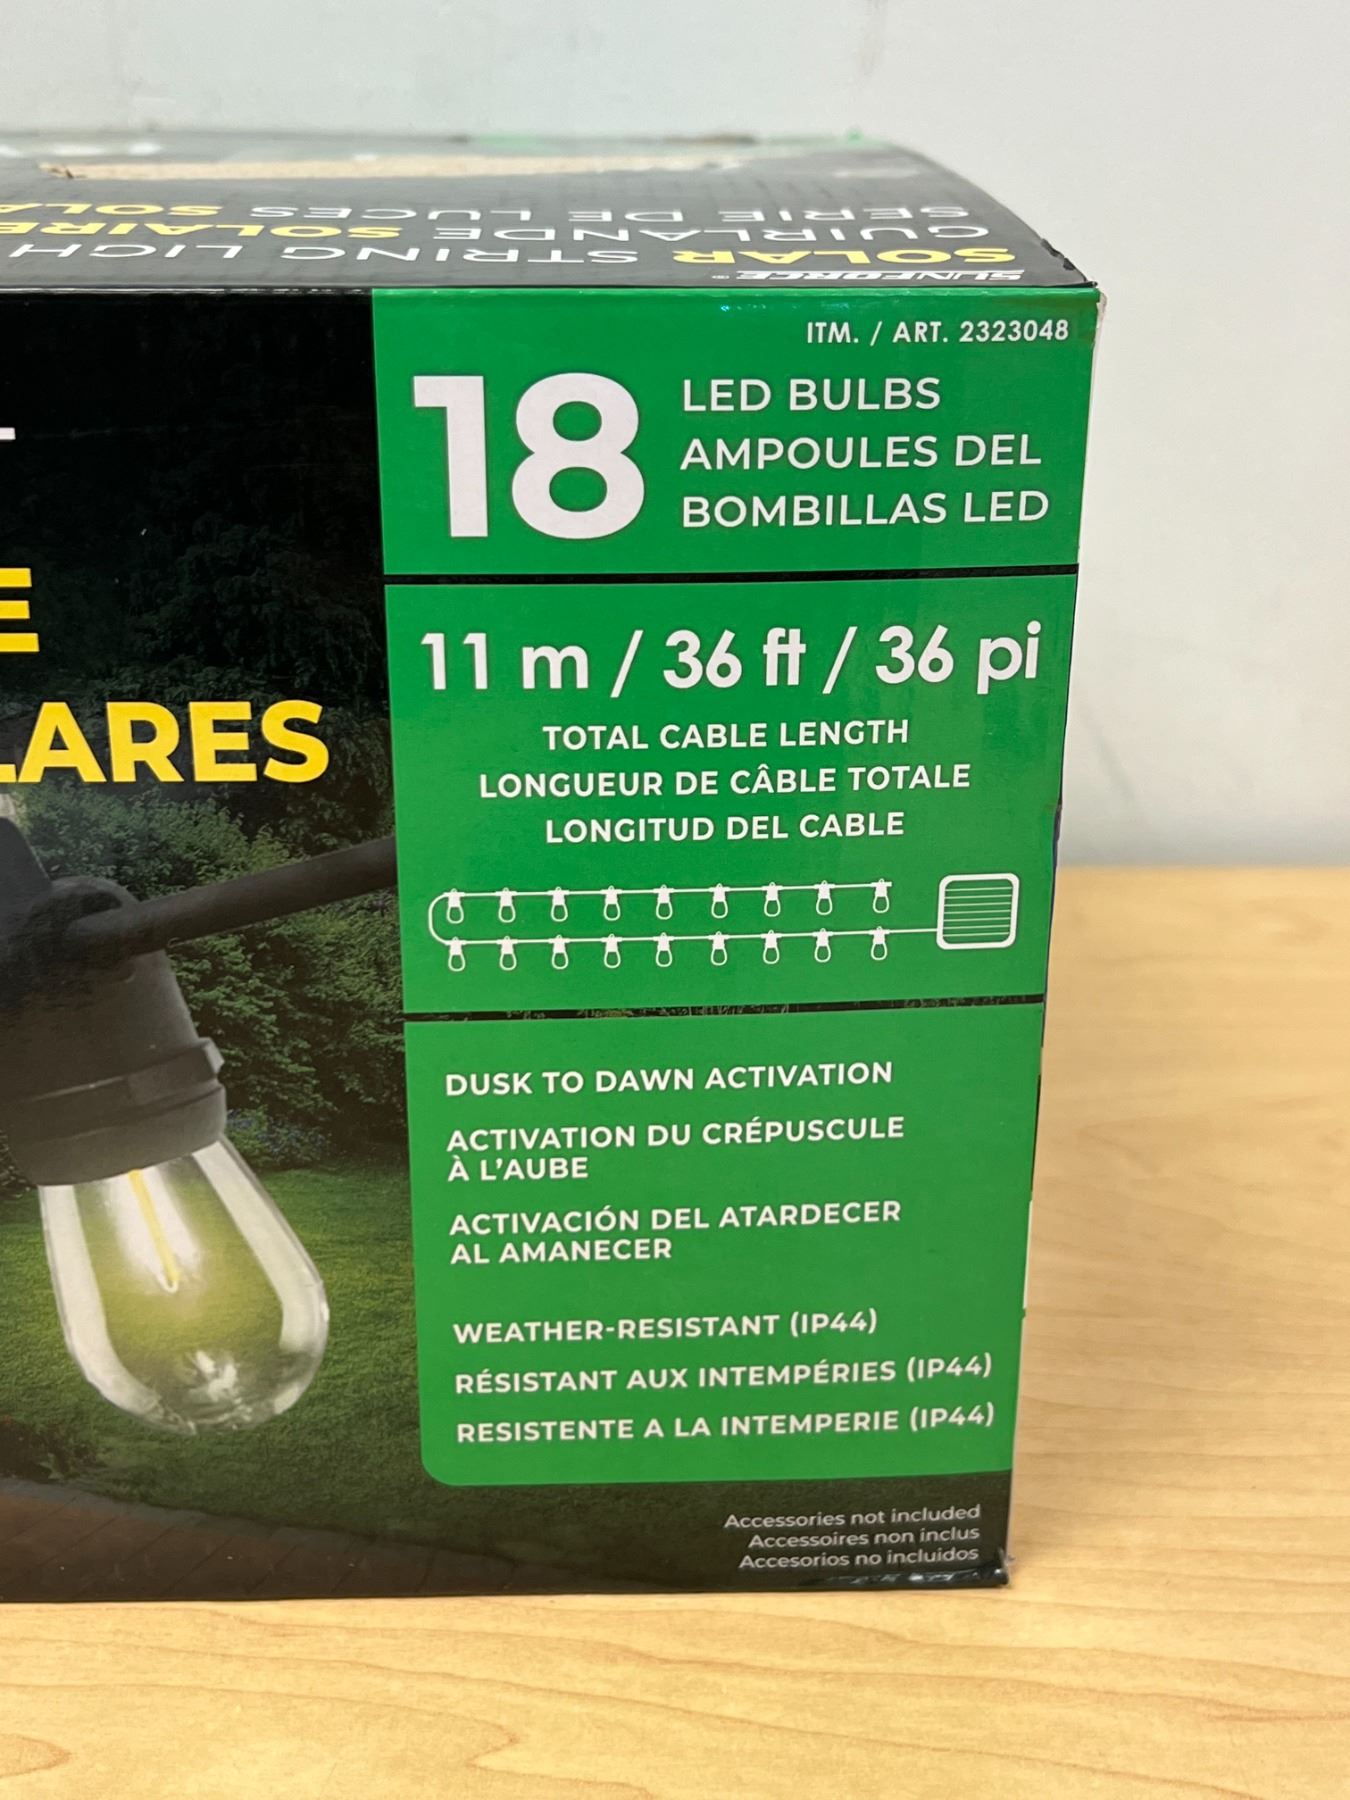 SERIE DE LUCES SOLA
GUIRLANDE SOLAIRE
SOLAR STRING LIGH
SUNFORCE®
ITM. / ART. 2323048
18
LED BULBS
AMPOULES DEL
BOMBILLAS LED
T
E
LARES
11 m / 36 ft / 36 pi
TOTAL CABLE LENGTH
LONGUEUR DE CÂBLE TOTALE
LONGITUD DEL CABLE
DUSK TO DAWN ACTIVATION
ACTIVATION DU CRÉPUSCULE
À L'AUBE
ACTIVACIÓN DEL ATARDECER
AL AMANECER
WEATHER-RESISTANT (IP44)
RÉSISTANT AUX INTEMPÉRIES (IP44)
RESISTENTE A LA INTEMPERIE (IP44)
Accessories not included
Accessoires non inclus
Accesorios no incluidos